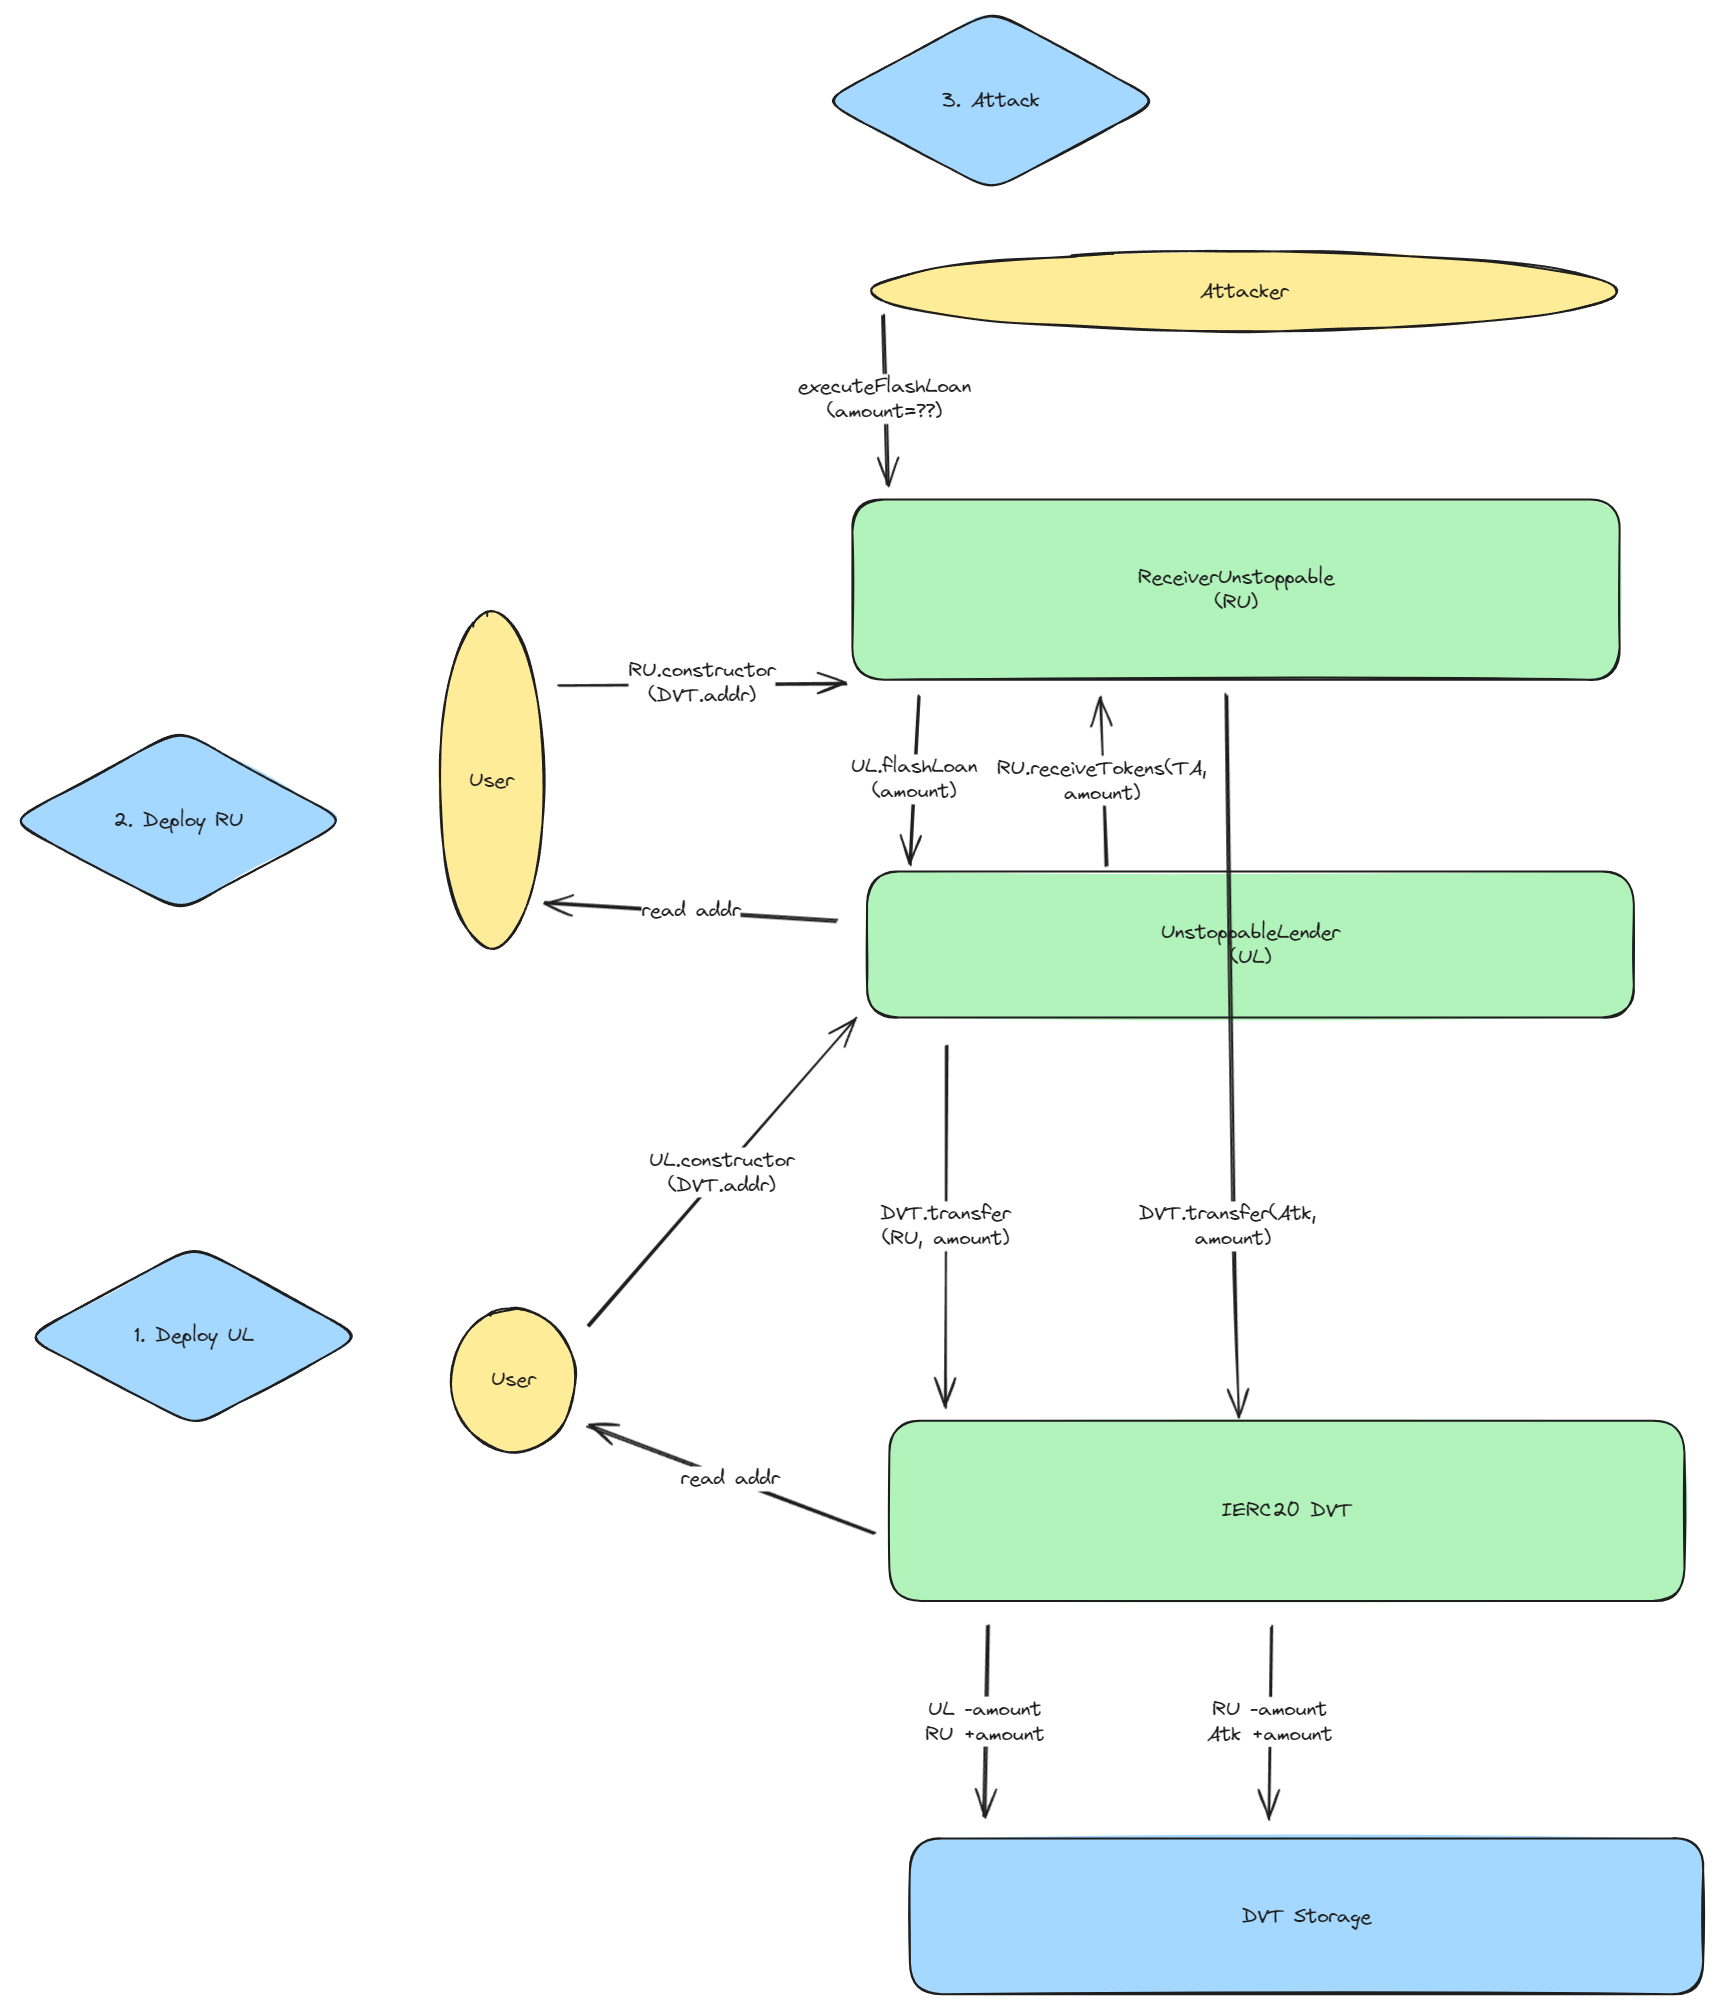 3. Attack
Attacker
executeFlashLoan
(amount=??)
ReceiverUnstoppable
(RU)
RU.constructor
(DVT.addr)
User
2. Deploy RU
UL.flashLoan
(amount)
RU.receiveTokens(TA,
amount)
read addr
UnstoppableLender
(UL)
UL.constructor
(DVT.addr)
DVT.transfer
(RU, amount)
DVT.transfer(Atk,
amount)
1. Deploy UL
User
read addr
IERC20 DVT
UL -amount
RU +amount
RU -amount
Atk +amount
DVT Storage